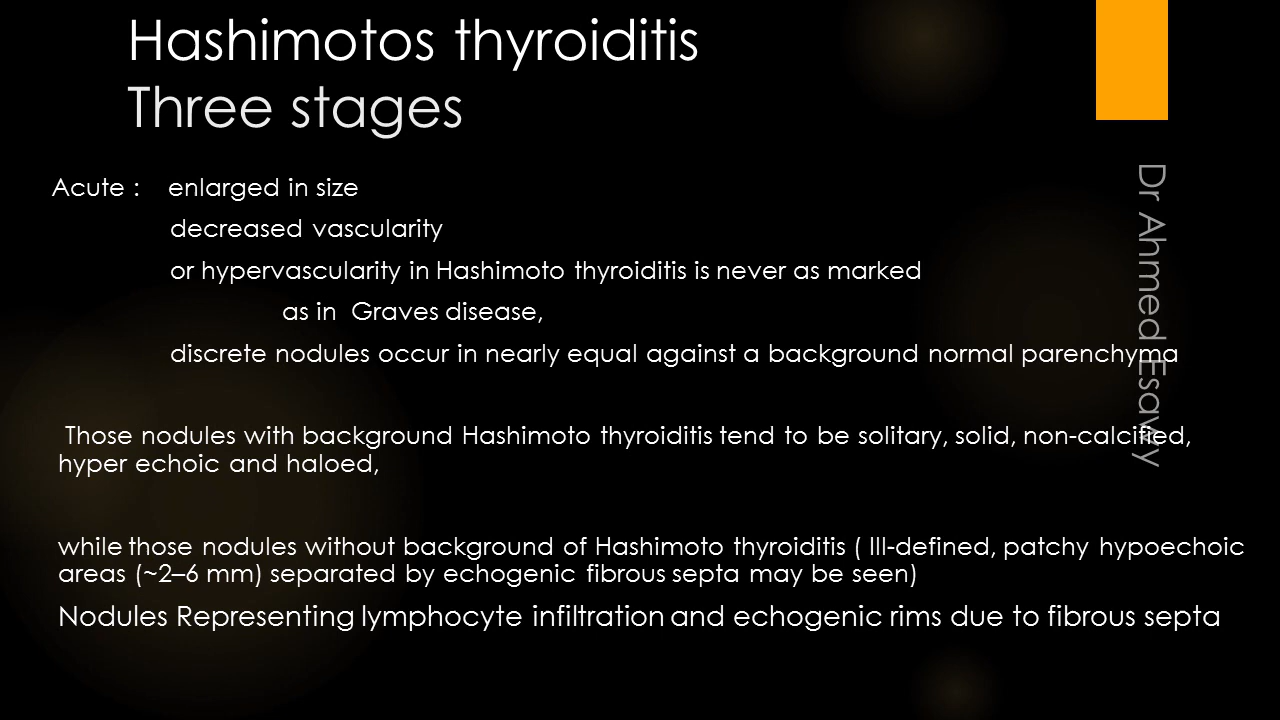 Hashimotos thyroiditis
Three stages
Acute : enlarged in size
decreased vascularity
or hypervascularity in Hashimoto thyroiditis is never as marked
as in Graves disease,
discrete nodules occur in nearly equal against a background normal parenchyma
Those nodules with background Hashimoto thyroiditis tend to be solitary, solid, non-calcified,
hyper echoic and haloed,
while those nodules without background of Hashimoto thyroiditis ( Ill-defined, patchy hypoechoic
areas (~2–6 mm) separated by echogenic fibrous septa may be seen)
Nodules Representing lymphocyte infiltration and echogenic rims due to fibrous septa
Dr Ahmed Esawy